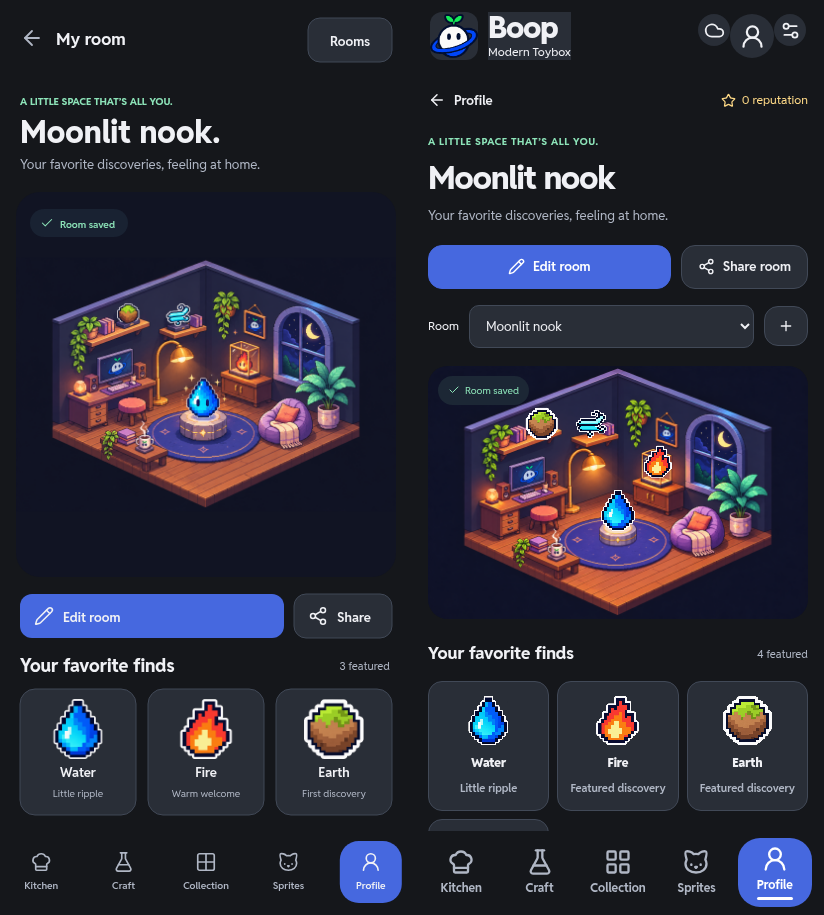 My room
Rooms
A LITTLE SPACE THAT'S ALL YOU.
Moonlit nook.
Your favorite discoveries, feeling at home.
Room saved
Edit room
Share
Your favorite finds
3 featured
Water
Little ripple
Fire
Warm welcome
Earth
First discovery
Kitchen
Craft
Collection
Sprites
Profile
Boop
Modern Toybox
Profile
0 reputation
A LITTLE SPACE THAT'S ALL YOU.
Moonlit nook
Your favorite discoveries, feeling at home.
Edit room
Share room
Room
Moonlit nook
Room saved
Your favorite finds
4 featured
Water
Little ripple
Fire
Featured discovery
Earth
Featured discovery
Kitchen
Craft
Collection
Sprites
Profile